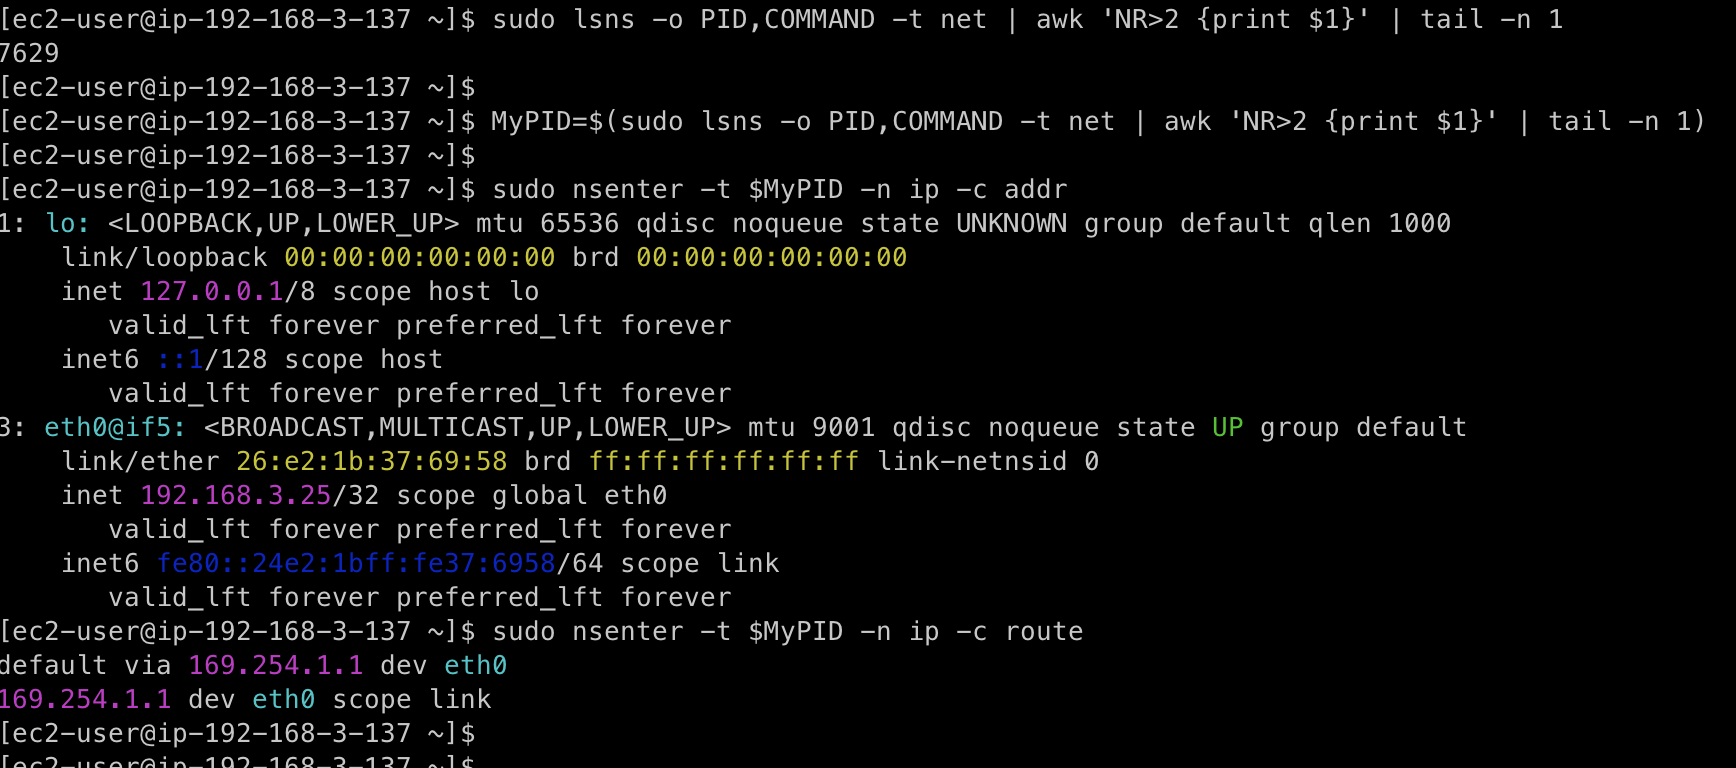 [ec2-user@ip-192-168-3-137 ~]$ sudo lsns -o PID,COMMAND -t net | awk 'NR>2 {print $1}' | tail -n 1
7629
[ec2-user@ip-192-168-3-137 ~]$
[ec2-user@ip-192-168-3-137 ~]$ MyPID=$(sudo lsns -o PID,COMMAND -t net | awk 'NR>2 {print $1}' | tail -n 1)
[ec2-user@ip-192-168-3-137 ~]$
[ec2-user@ip-192-168-3-137 ~]$ sudo nsenter -t $MyPID -n ip -c addr
1: lo: <LOOPBACK,UP,LOWER_UP> mtu 65536 qdisc noqueue state UNKNOWN group default qlen 1000
    link/loopback 00:00:00:00:00:00 brd 00:00:00:00:00:00
    inet 127.0.0.1/8 scope host lo
       valid_lft forever preferred_lft forever
    inet6 ::1/128 scope host
       valid_lft forever preferred_lft forever
3: eth0@if5: <BROADCAST,MULTICAST,UP,LOWER_UP> mtu 9001 qdisc noqueue state UP group default
    link/ether 26:e2:1b:37:69:58 brd ff:ff:ff:ff:ff:ff link-netnsid 0
    inet 192.168.3.25/32 scope global eth0
       valid_lft forever preferred_lft forever
    inet6 fe80::24e2:1bff:fe37:6958/64 scope link
       valid_lft forever preferred_lft forever
[ec2-user@ip-192-168-3-137 ~]$ sudo nsenter -t $MyPID -n ip -c route
default via 169.254.1.1 dev eth0
169.254.1.1 dev eth0 scope link
[ec2-user@ip-192-168-3-137 ~]$
[ec2-user@ip-192-168-3-137 ~]$